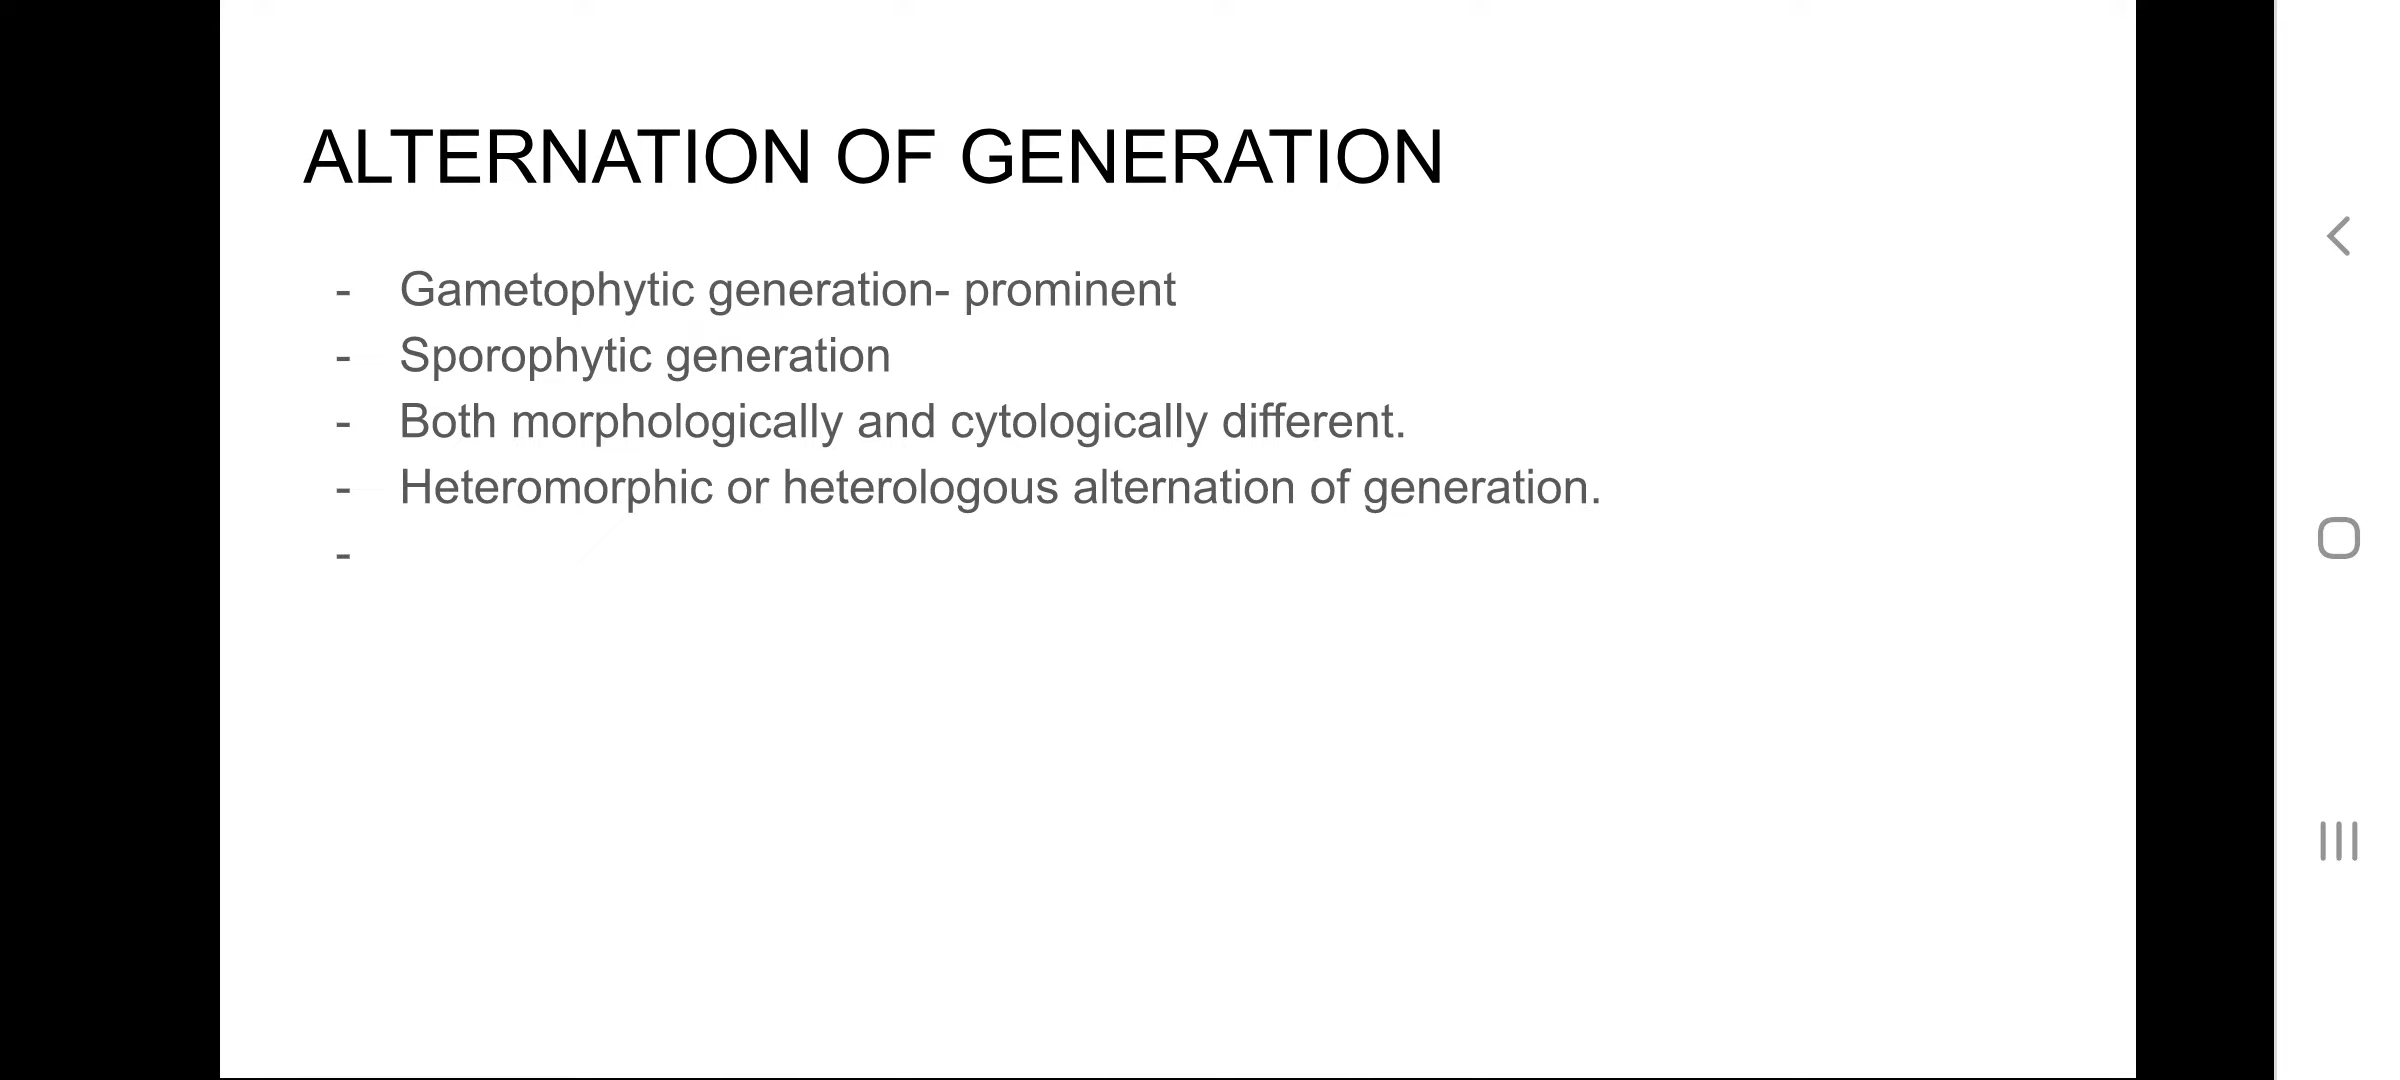 ALTERNATION OF GENERATION
- Gametophytic generation- prominent
- Sporophytic generation
- Both morphologically and cytologically different.
- Heteromorphic or heterologous alternation of generation.
-